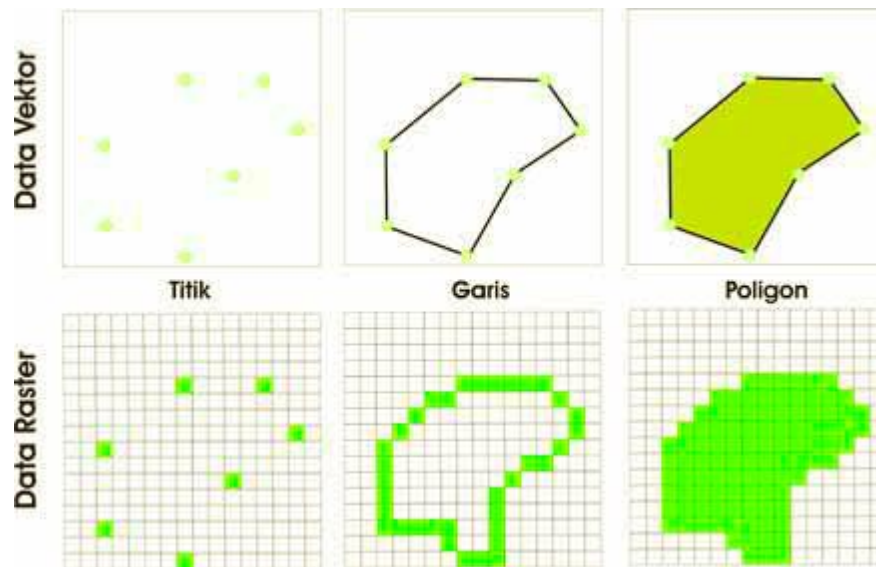 Data Vektor
Titik
Garis
Poligon
Data Raster